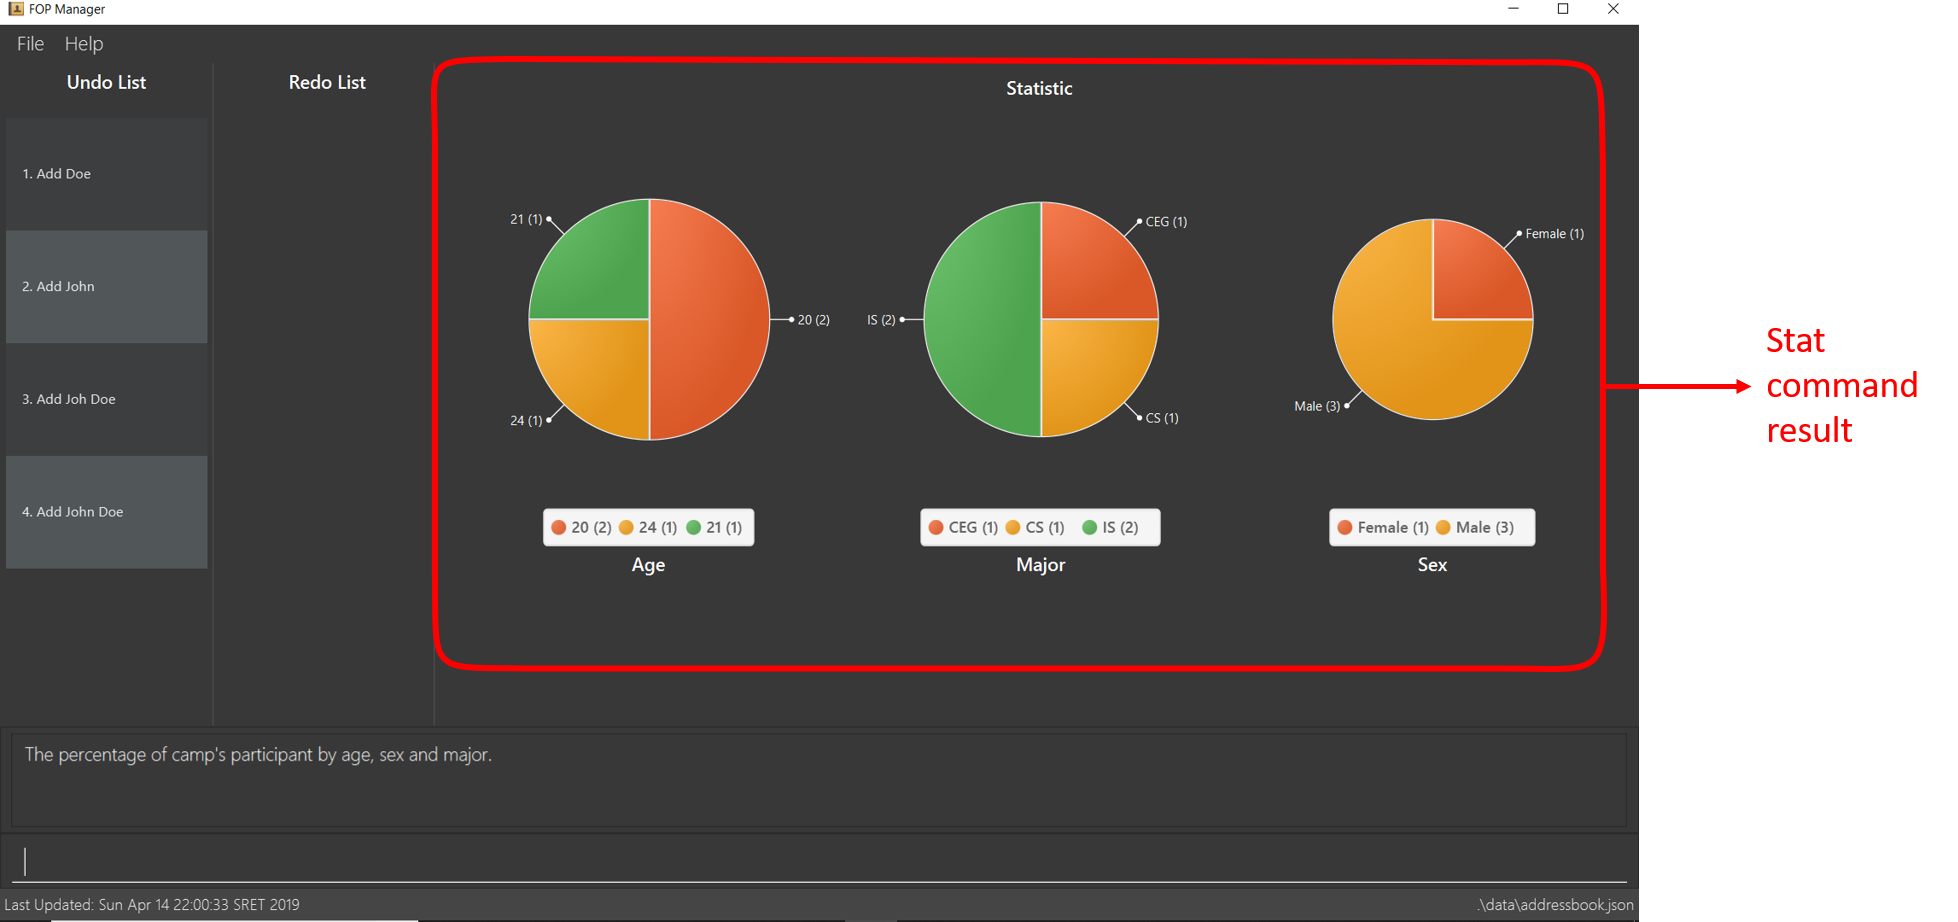 FOP Manager
File Help
Undo List
Redo List
Statistic
1. Add Doe
2. Add John
3. Add Joh Doe
4. Add John Doe
21 (1)
20 (2)
24 (1)
20 (2) 24 (1) 21 (1)
Age
CEG (1)
IS (2)
CS (1)
CEG (1) CS (1) IS (2)
Major
Female (1)
Male (3)
Female (1) Male (3)
Sex
Stat
command
result
The percentage of camp's participant by age, sex and major.
Last Updated: Sun Apr 14 22:00:33 SRET 2019
.\data\addressbook.json